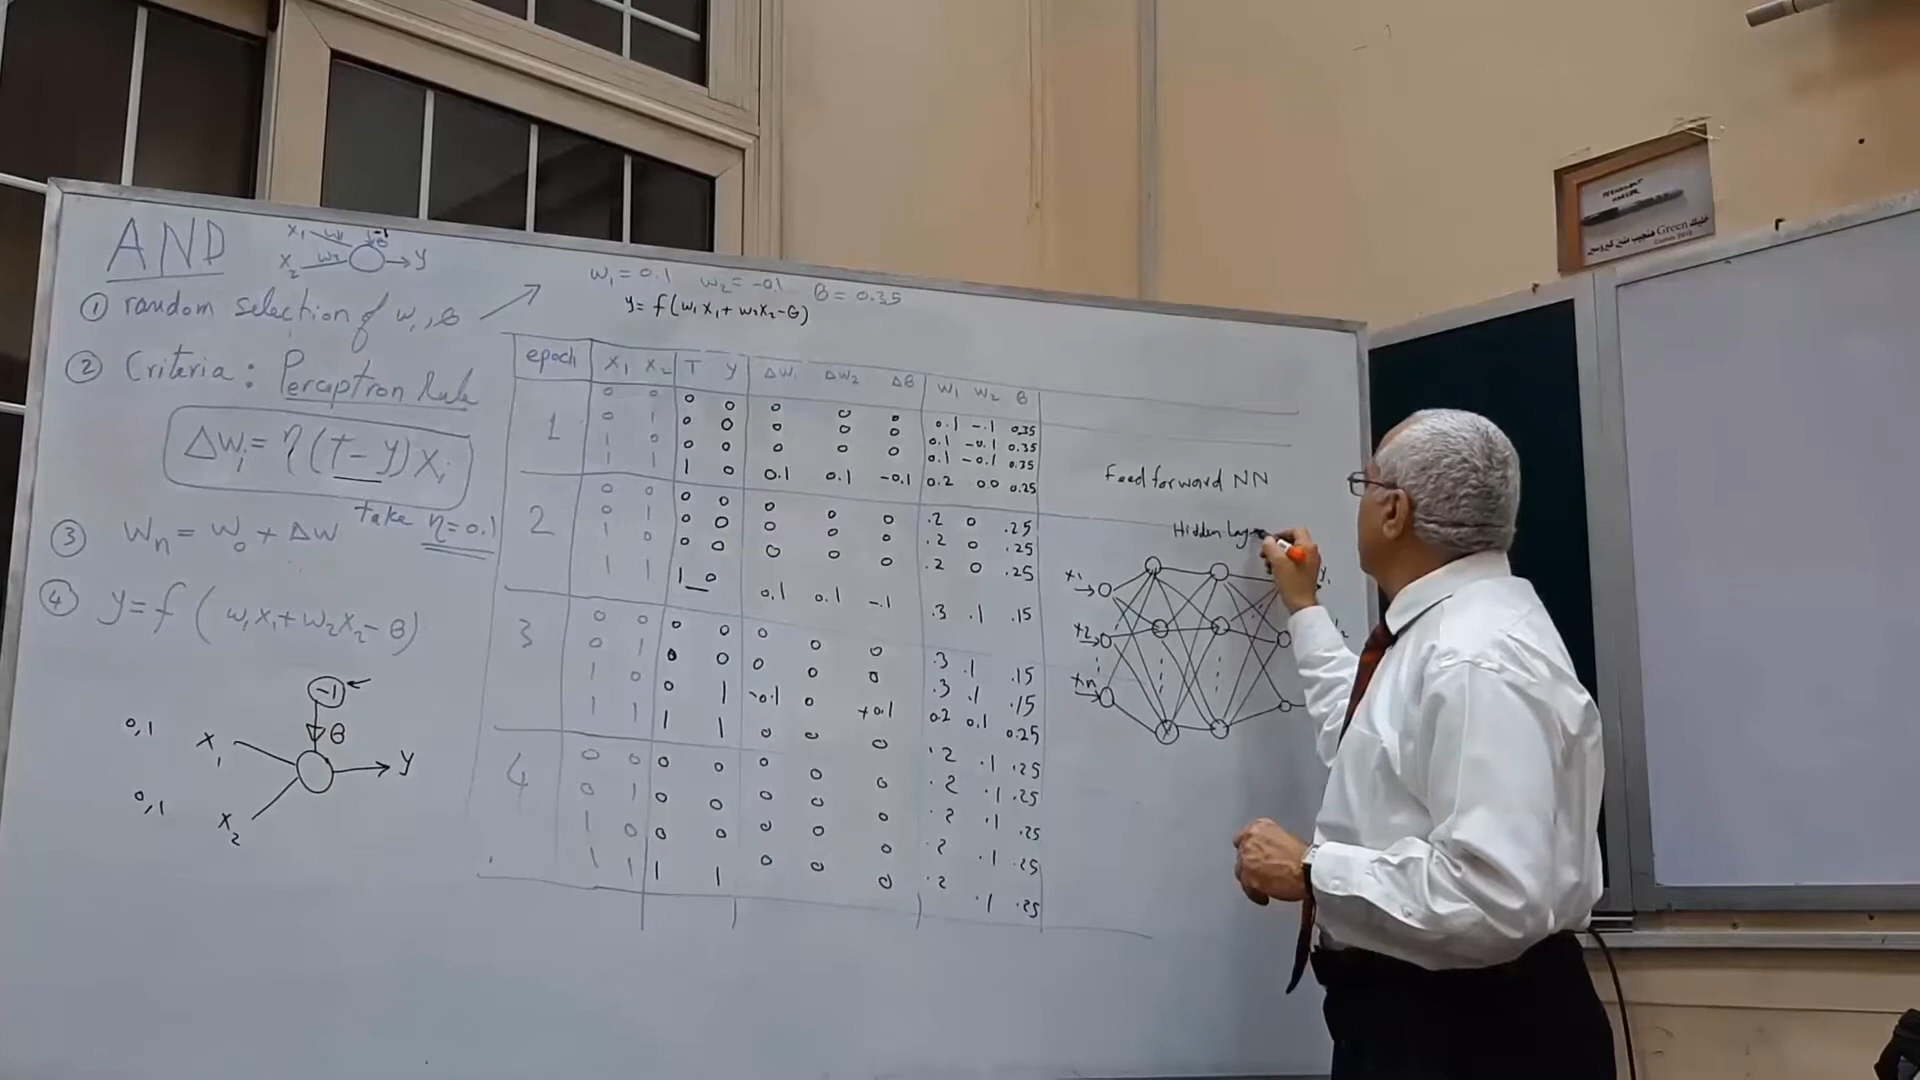 AND
X₁ W₁ -1 θ
X₂ W₂ y
① random selection of w, θ
w₁ = 0.1 w₂ = -0.1 θ = 0.35
y = f(w₁x₁ + w₂x₂ - θ)
② Criteria : Perceptron Rule
Δwᵢ = η(T - y)xᵢ
take η = 0.1
③ Wn = W₀ + ΔW
④ y = f(w₁x₁ + w₂x₂ - θ)
-1
θ
0,1 X₁ y
0,1 X₂
epoch X₁ X₂ T y ΔW₁ ΔW₂ Δθ W₁ W₂ θ
1 0 0 0 0 0 0 0 0.1 -.1 0.35
0 1 0 0 0 0 0 0.1 -0.1 0.35
1 0 0 0 0 0 0 0.1 -0.1 0.35
1 1 1 0 0.1 0.1 -0.1 0.2 0.0 0.25
2 0 0 0 0 0 0 0 .2 0 .25
0 1 0 0 0 0 0 .2 0 .25
1 0 0 0 0 0 0 .2 0 .25
1 1 1 0 0.1 0.1 -.1 .3 .1 .15
3 0 0 0 0 0 0 0 .3 .1 .15
0 1 0 0 0 0 0 .3 .1 .15
1 0 0 1 -0.1 0 +0.1 0.2 0.1 0.25
1 1 1 1 0 0 0 .2 .1 .25
4 0 0 0 0 0 0 0 .2 .1 .25
0 1 0 0 0 0 0 .2 .1 .25
1 0 0 0 0 0 0 .2 .1 .25
1 1 1 1 0 0 0 .2 .1 .25
Feed forward NN
Hidden Lay
X₁ y₁
X₂
Xn
PERMANENT MARKER
Green